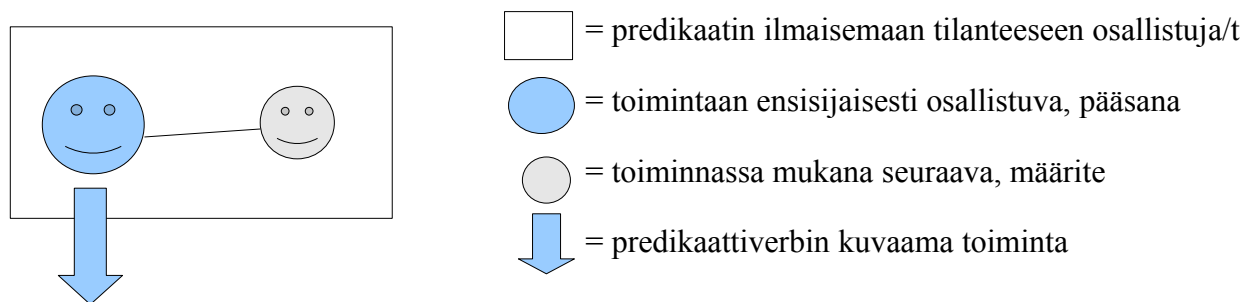 = predikaatin ilmaisemaan tilanteeseen osallistuja/t
= toimintaan ensisijaisesti osallistuva, pääsana
= toiminnassa mukana seuraava, määrite
= predikaattiverbin kuvaama toiminta